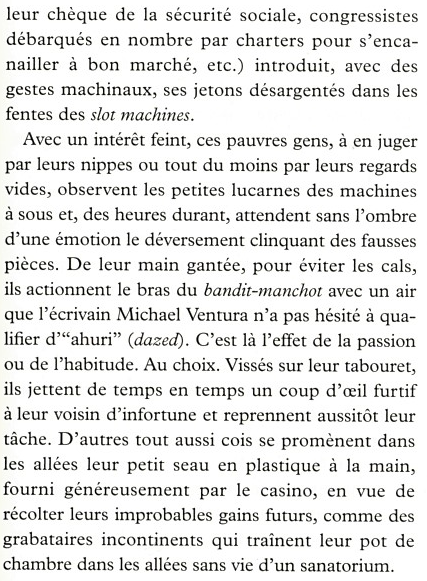 leur chèque de la sécurité sociale, congressistes
débarqués en nombre par charters pour s'enca-
nailler à bon marché, etc.) introduit, avec des
gestes machinaux, ses jetons désargentés dans les
fentes des slot machines.
Avec un intérêt feint, ces pauvres gens, à en juger
par leurs nippes ou tout du moins par leurs regards
vides, observent les petites lucarnes des machines
à sous et, des heures durant, attendent sans l'ombre
d'une émotion le déversement clinquant des fausses
pièces. De leur main gantée, pour éviter les cals,
ils actionnent le bras du bandit-manchot avec un air
que l'écrivain Michael Ventura n'a pas hésité à qua-
lifier d'“ahuri” (dazed). C'est là l'effet de la passion
ou de l'habitude. Au choix. Vissés sur leur tabouret,
ils jettent de temps en temps un coup d'œil furtif
à leur voisin d'infortune et reprennent aussitôt leur
tâche. D'autres tout aussi cois se promènent dans
les allées leur petit seau en plastique à la main,
fourni généreusement par le casino, en vue de
récolter leurs improbables gains futurs, comme des
grabataires incontinents qui traînent leur pot de
chambre dans les allées sans vie d'un sanatorium.